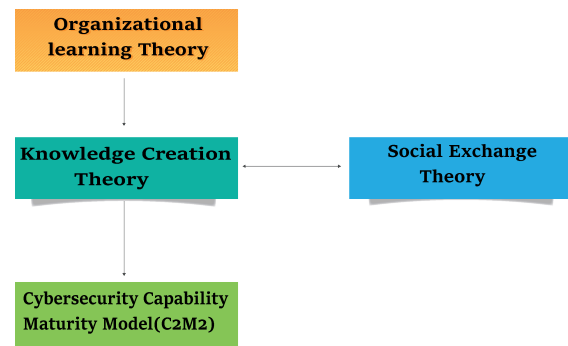 Organizational
learning Theory
Knowledge Creation
Theory
Social Exchange
Theory
Cybersecurity Capability
Maturity Model(C2M2)